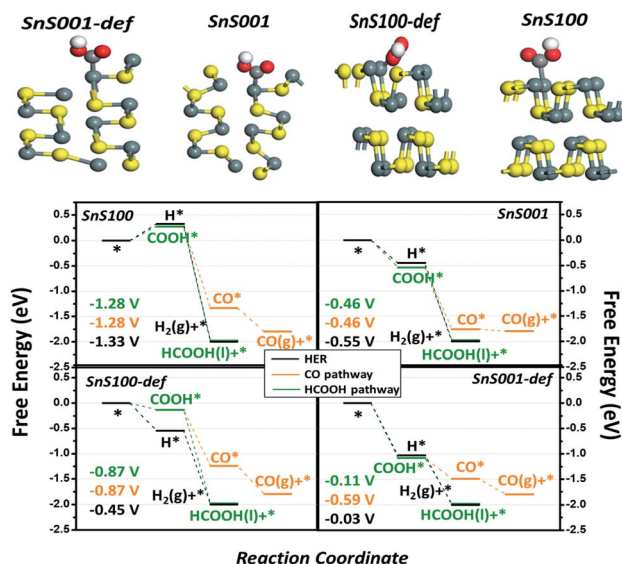 SnS001-def SnS001 SnS100-def SnS100
Free Energy (eV)
0.5
0.0
-0.5
-1.0
-1.5
-2.0
-2.5
SnS100
*
H*
COOH*
CO*
CO(g)+*
H2(g)+*
HCOOH(l)+*
-1.28 V
-1.28 V
-1.33 V
SnS001
*
H*
COOH*
CO*
CO(g)+*
H2(g)+*
HCOOH(l)+*
-0.46 V
-0.46 V
-0.55 V
HER
CO pathway
HCOOH pathway
0.5
0.0
-0.5
-1.0
-1.5
-2.0
-2.5
SnS100-def
*
COOH*
H*
CO*
CO(g)+*
H2(g)+*
HCOOH(l)+*
-0.87 V
-0.87 V
-0.45 V
SnS001-def
*
H*
COOH*
CO*
CO(g)+*
H2(g)+*
HCOOH(l)+*
-0.11 V
-0.59 V
-0.03 V
Free Energy (eV)
Reaction Coordinate